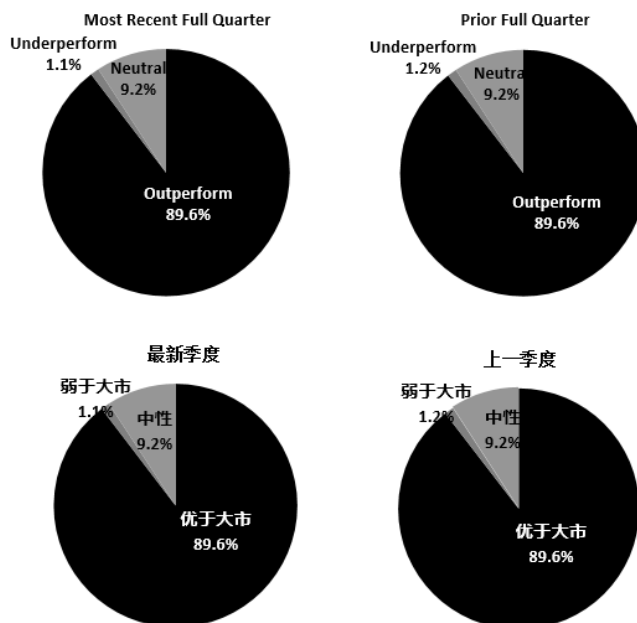 Most Recent Full Quarter
Underperform
1.1%
Neutral
9.2%
Outperform
89.6%
Prior Full Quarter
Underperform
1.2%
Neutral
9.2%
Outperform
89.6%
最新季度
弱于大市
1.1%
中性
9.2%
优于大市
89.6%
上一季度
弱于大市
1.2%
中性
9.2%
优于大市
89.6%